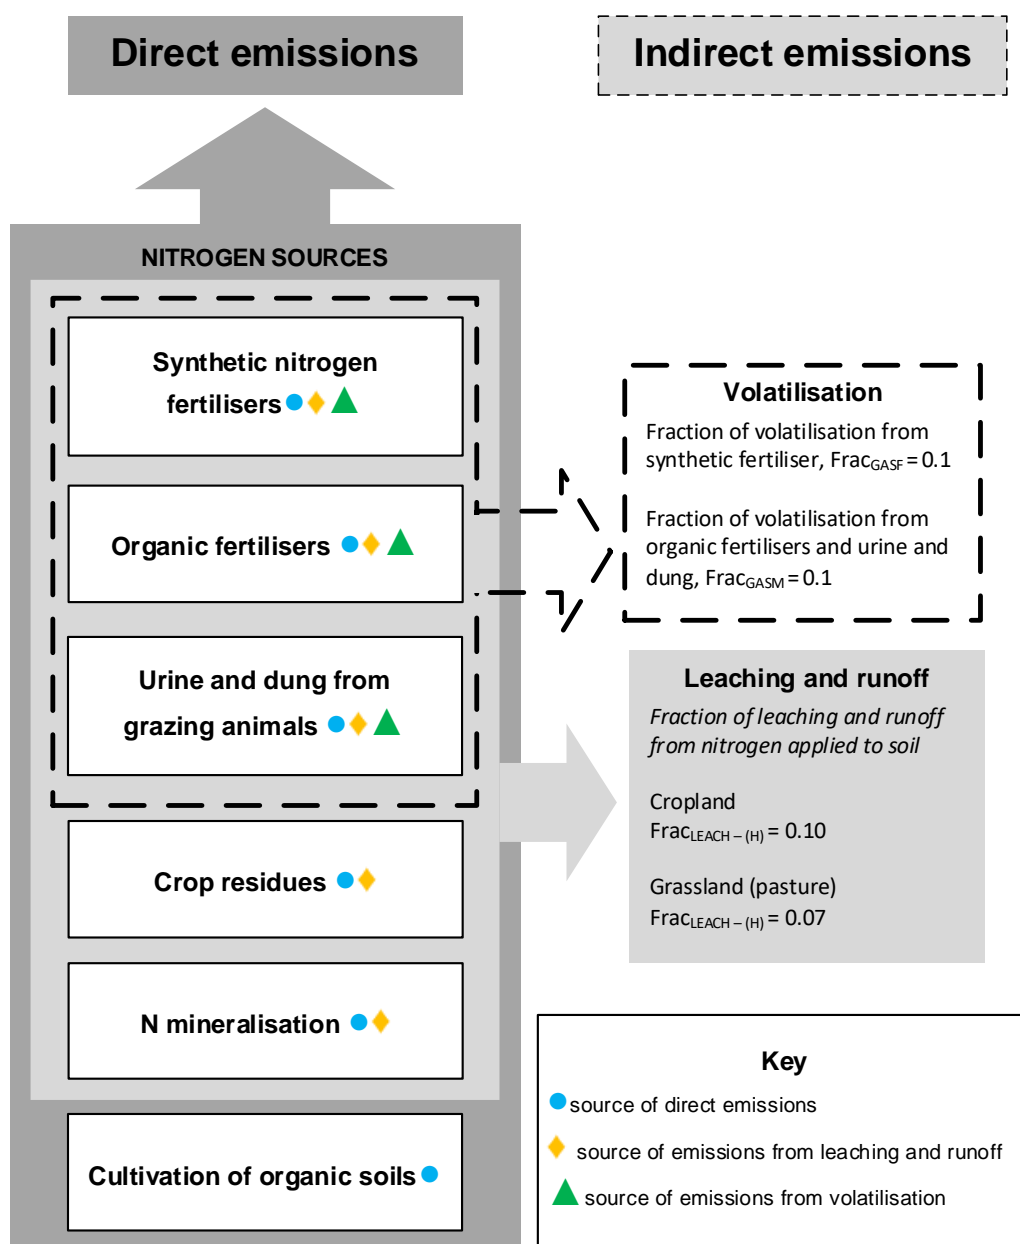 Direct emissions
Indirect emissions
NITROGEN SOURCES
Synthetic nitrogen
fertilisers
Organic fertilisers
Urine and dung from
grazing animals
Crop residues
N mineralisation
Cultivation of organic soils
Volatilisation
Fraction of volatilisation from
synthetic fertiliser, FracGASF = 0.1
Fraction of volatilisation from
organic fertilisers and urine and
dung, FracGASM = 0.1
Leaching and runoff
Fraction of leaching and runoff
from nitrogen applied to soil
Cropland
FracLEACH – (H) = 0.10
Grassland (pasture)
FracLEACH – (H) = 0.07
Key
source of direct emissions
source of emissions from leaching and runoff
source of emissions from volatilisation